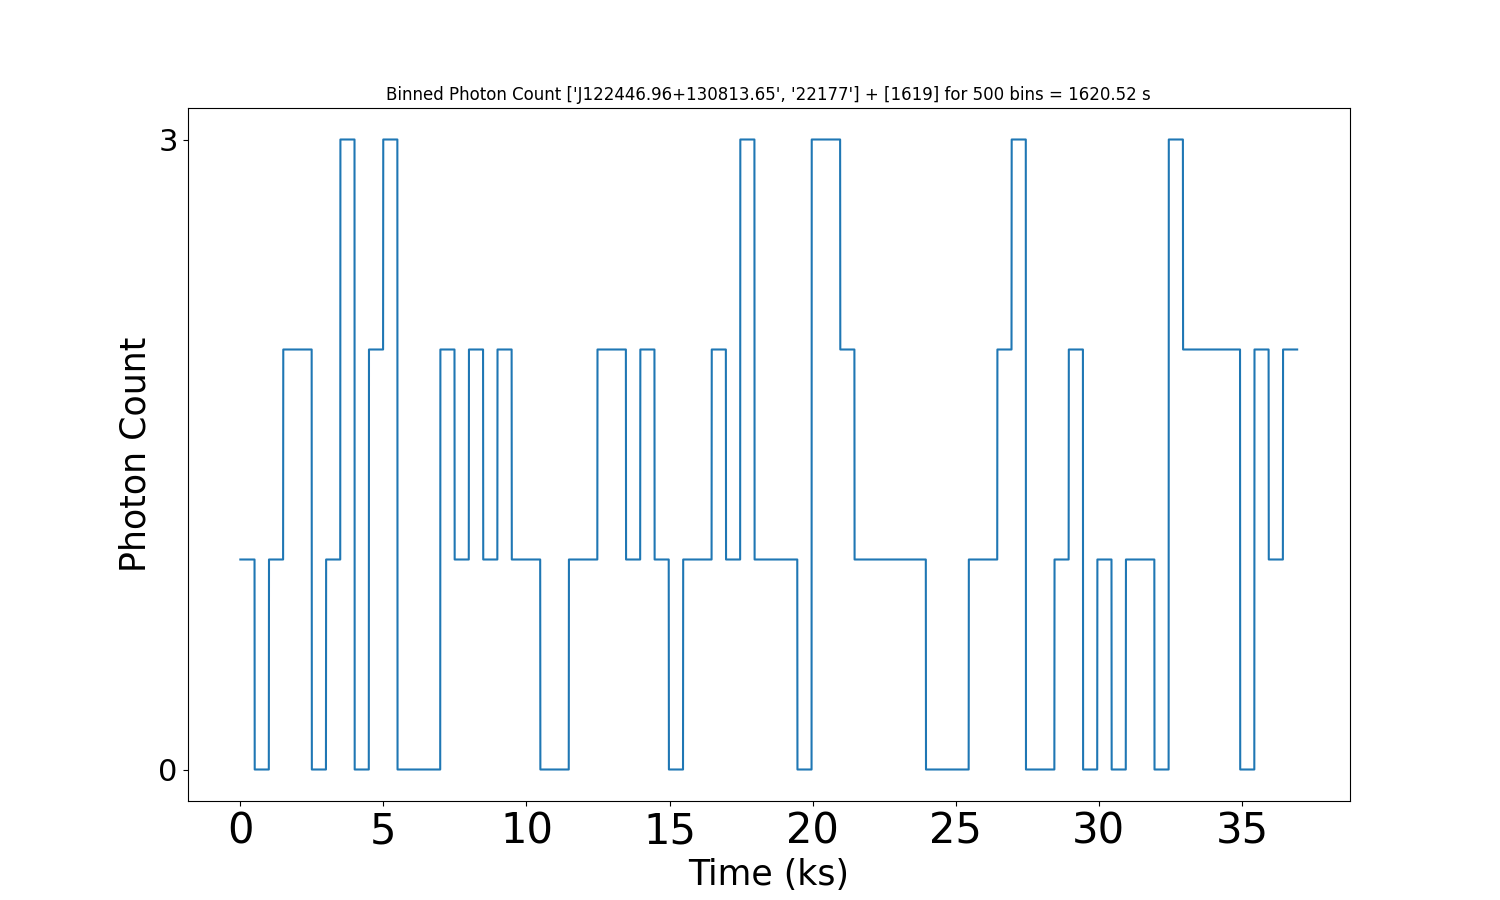 Binned Photon Count ['J122446.96+130813.65', '22177'] + [1619] for 500 bins = 1620.52 s
3
Photon Count
0
0 5 10 15 20 25 30 35
Time (ks)